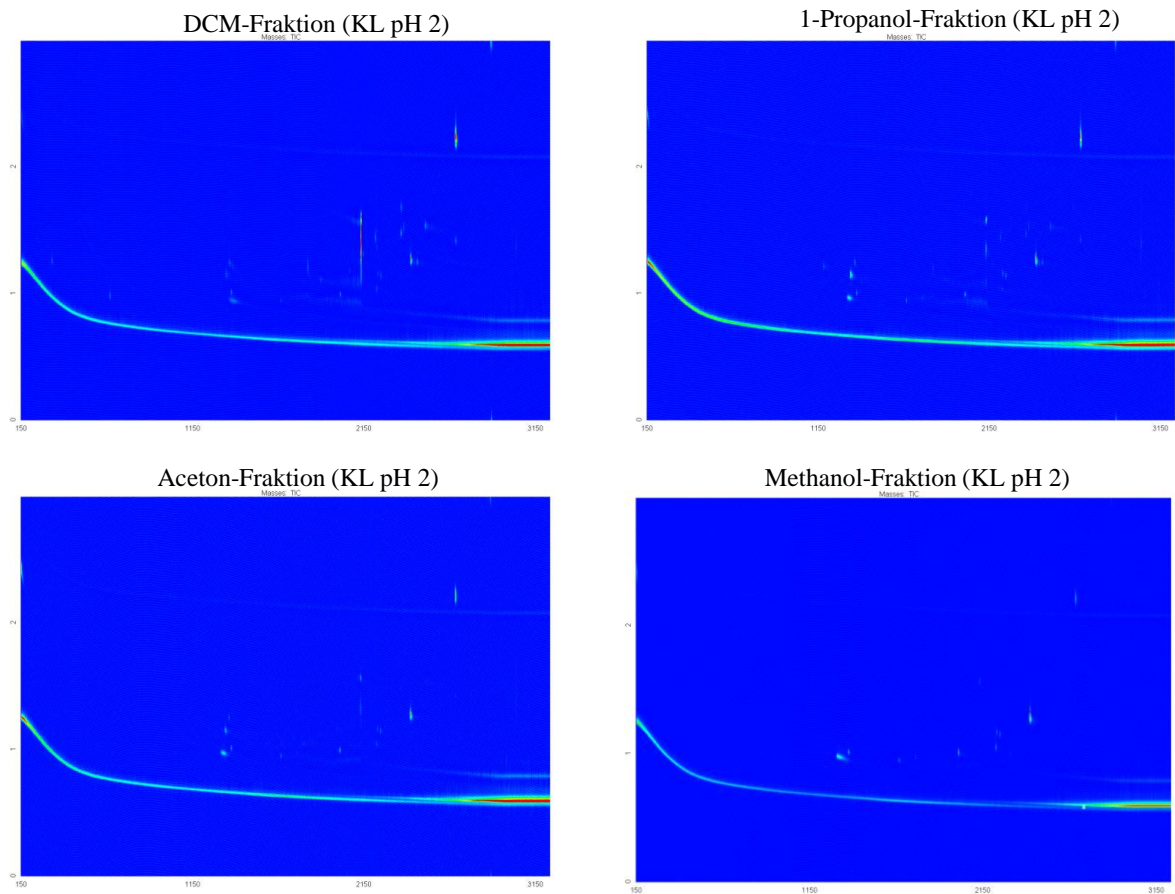 DCM-Fraktion (KL pH 2)
Masses: TIC
2
1
0
150 1150 2150 3150
1-Propanol-Fraktion (KL pH 2)
Masses: TIC
2
1
0
150 1150 2150 3150
Aceton-Fraktion (KL pH 2)
Masses: TIC
2
1
0
150 1150 2150 3150
Methanol-Fraktion (KL pH 2)
Masses: TIC
2
1
0
150 1150 2150 3150